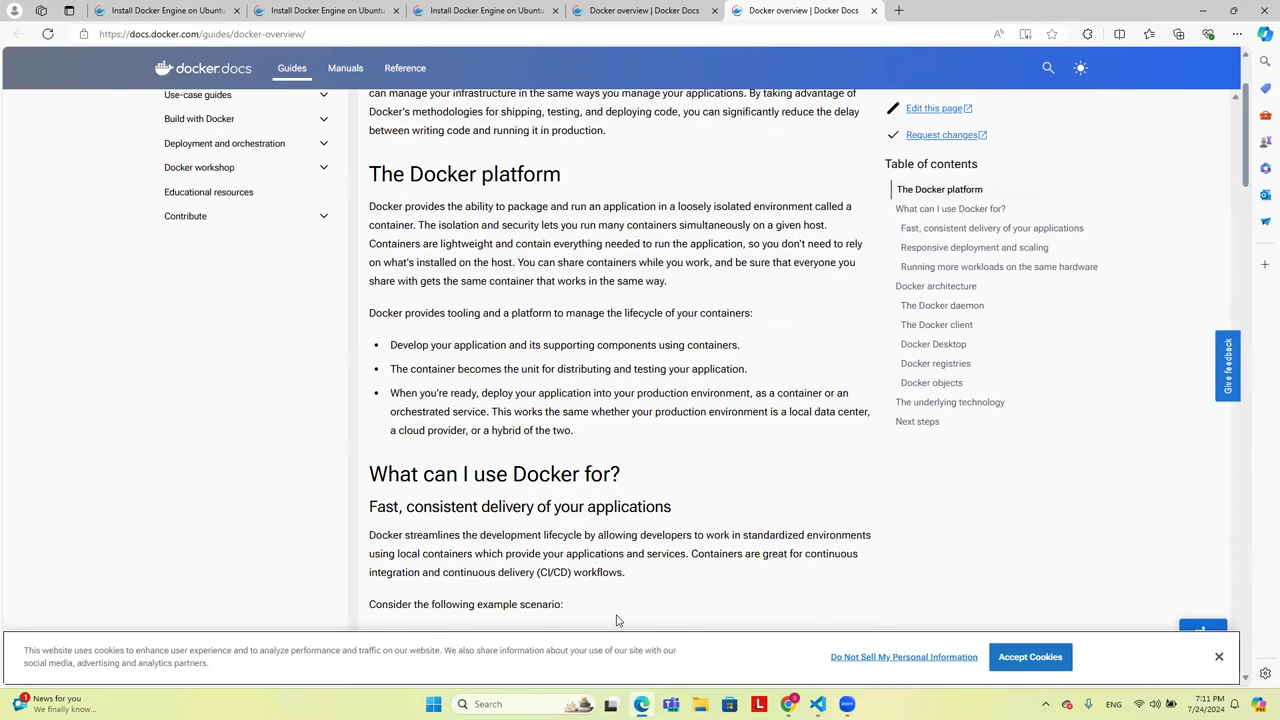 Install Docker Engine on Ubuntu
Install Docker Engine on Ubuntu
Install Docker Engine on Ubuntu
Docker overview | Docker Docs
Docker overview | Docker Docs
https://docs.docker.com/guides/docker-overview/
docker.docs
Guides
Manuals
Reference
Use-case guides
Build with Docker
Deployment and orchestration
Docker workshop
Educational resources
Contribute
can manage your infrastructure in the same ways you manage your applications. By taking advantage of
Docker's methodologies for shipping, testing, and deploying code, you can significantly reduce the delay
between writing code and running it in production.
The Docker platform
Docker provides the ability to package and run an application in a loosely isolated environment called a
container. The isolation and security lets you run many containers simultaneously on a given host.
Containers are lightweight and contain everything needed to run the application, so you don't need to rely
on what's installed on the host. You can share containers while you work, and be sure that everyone you
share with gets the same container that works in the same way.
Docker provides tooling and a platform to manage the lifecycle of your containers:
• Develop your application and its supporting components using containers.
• The container becomes the unit for distributing and testing your application.
• When you're ready, deploy your application into your production environment, as a container or an
orchestrated service. This works the same whether your production environment is a local data center,
a cloud provider, or a hybrid of the two.
What can I use Docker for?
Fast, consistent delivery of your applications
Docker streamlines the development lifecycle by allowing developers to work in standardized environments
using local containers which provide your applications and services. Containers are great for continuous
integration and continuous delivery (CI/CD) workflows.
Consider the following example scenario:
Edit this page
Request changes
Table of contents
The Docker platform
What can I use Docker for?
Fast, consistent delivery of your applications
Responsive deployment and scaling
Running more workloads on the same hardware
Docker architecture
The Docker daemon
The Docker client
Docker Desktop
Docker registries
Docker objects
The underlying technology
Next steps
Give feedback
This website uses cookies to enhance user experience and to analyze performance and traffic on our website. We also share information about your use of our site with our
social media, advertising and analytics partners.
Do Not Sell My Personal Information
Accept Cookies
1
News for you
We finally know...
Search
L
zoom
ENG
7:11 PM
7/24/2024